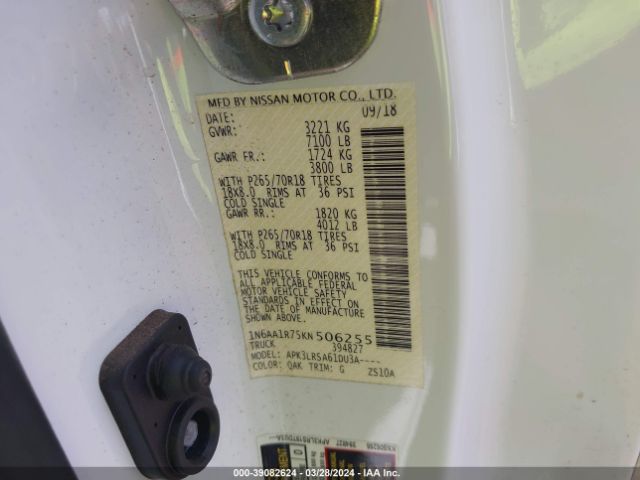 MFD BY NISSAN MOTOR CO., LTD.
DATE: 09/18
GVWR: 3221 KG
7100 LB
GAWR FR.: 1724 KG
3800 LB
WITH P265/70R18 TIRES
18X8.0 RIMS AT 36 PSI
COLD SINGLE
GAWR RR.: 1820 KG
4012 LB
WITH P265/70R18 TIRES
18X8.0 RIMS AT 36 PSI
COLD SINGLE
THIS VEHICLE CONFORMS TO
ALL APPLICABLE FEDERAL
MOTOR VEHICLE SAFETY
STANDARDS IN EFFECT ON
THE DATE OF MANUFACTURE
SHOWN ABOVE.
1N6AA1R75KN506255
TRUCK 394827
MODEL: APK3LRSA61DU3A----
COLOR: QAK TRIM: G ZS10A
000-39082624 - 03/28/2024 - IAA Inc.